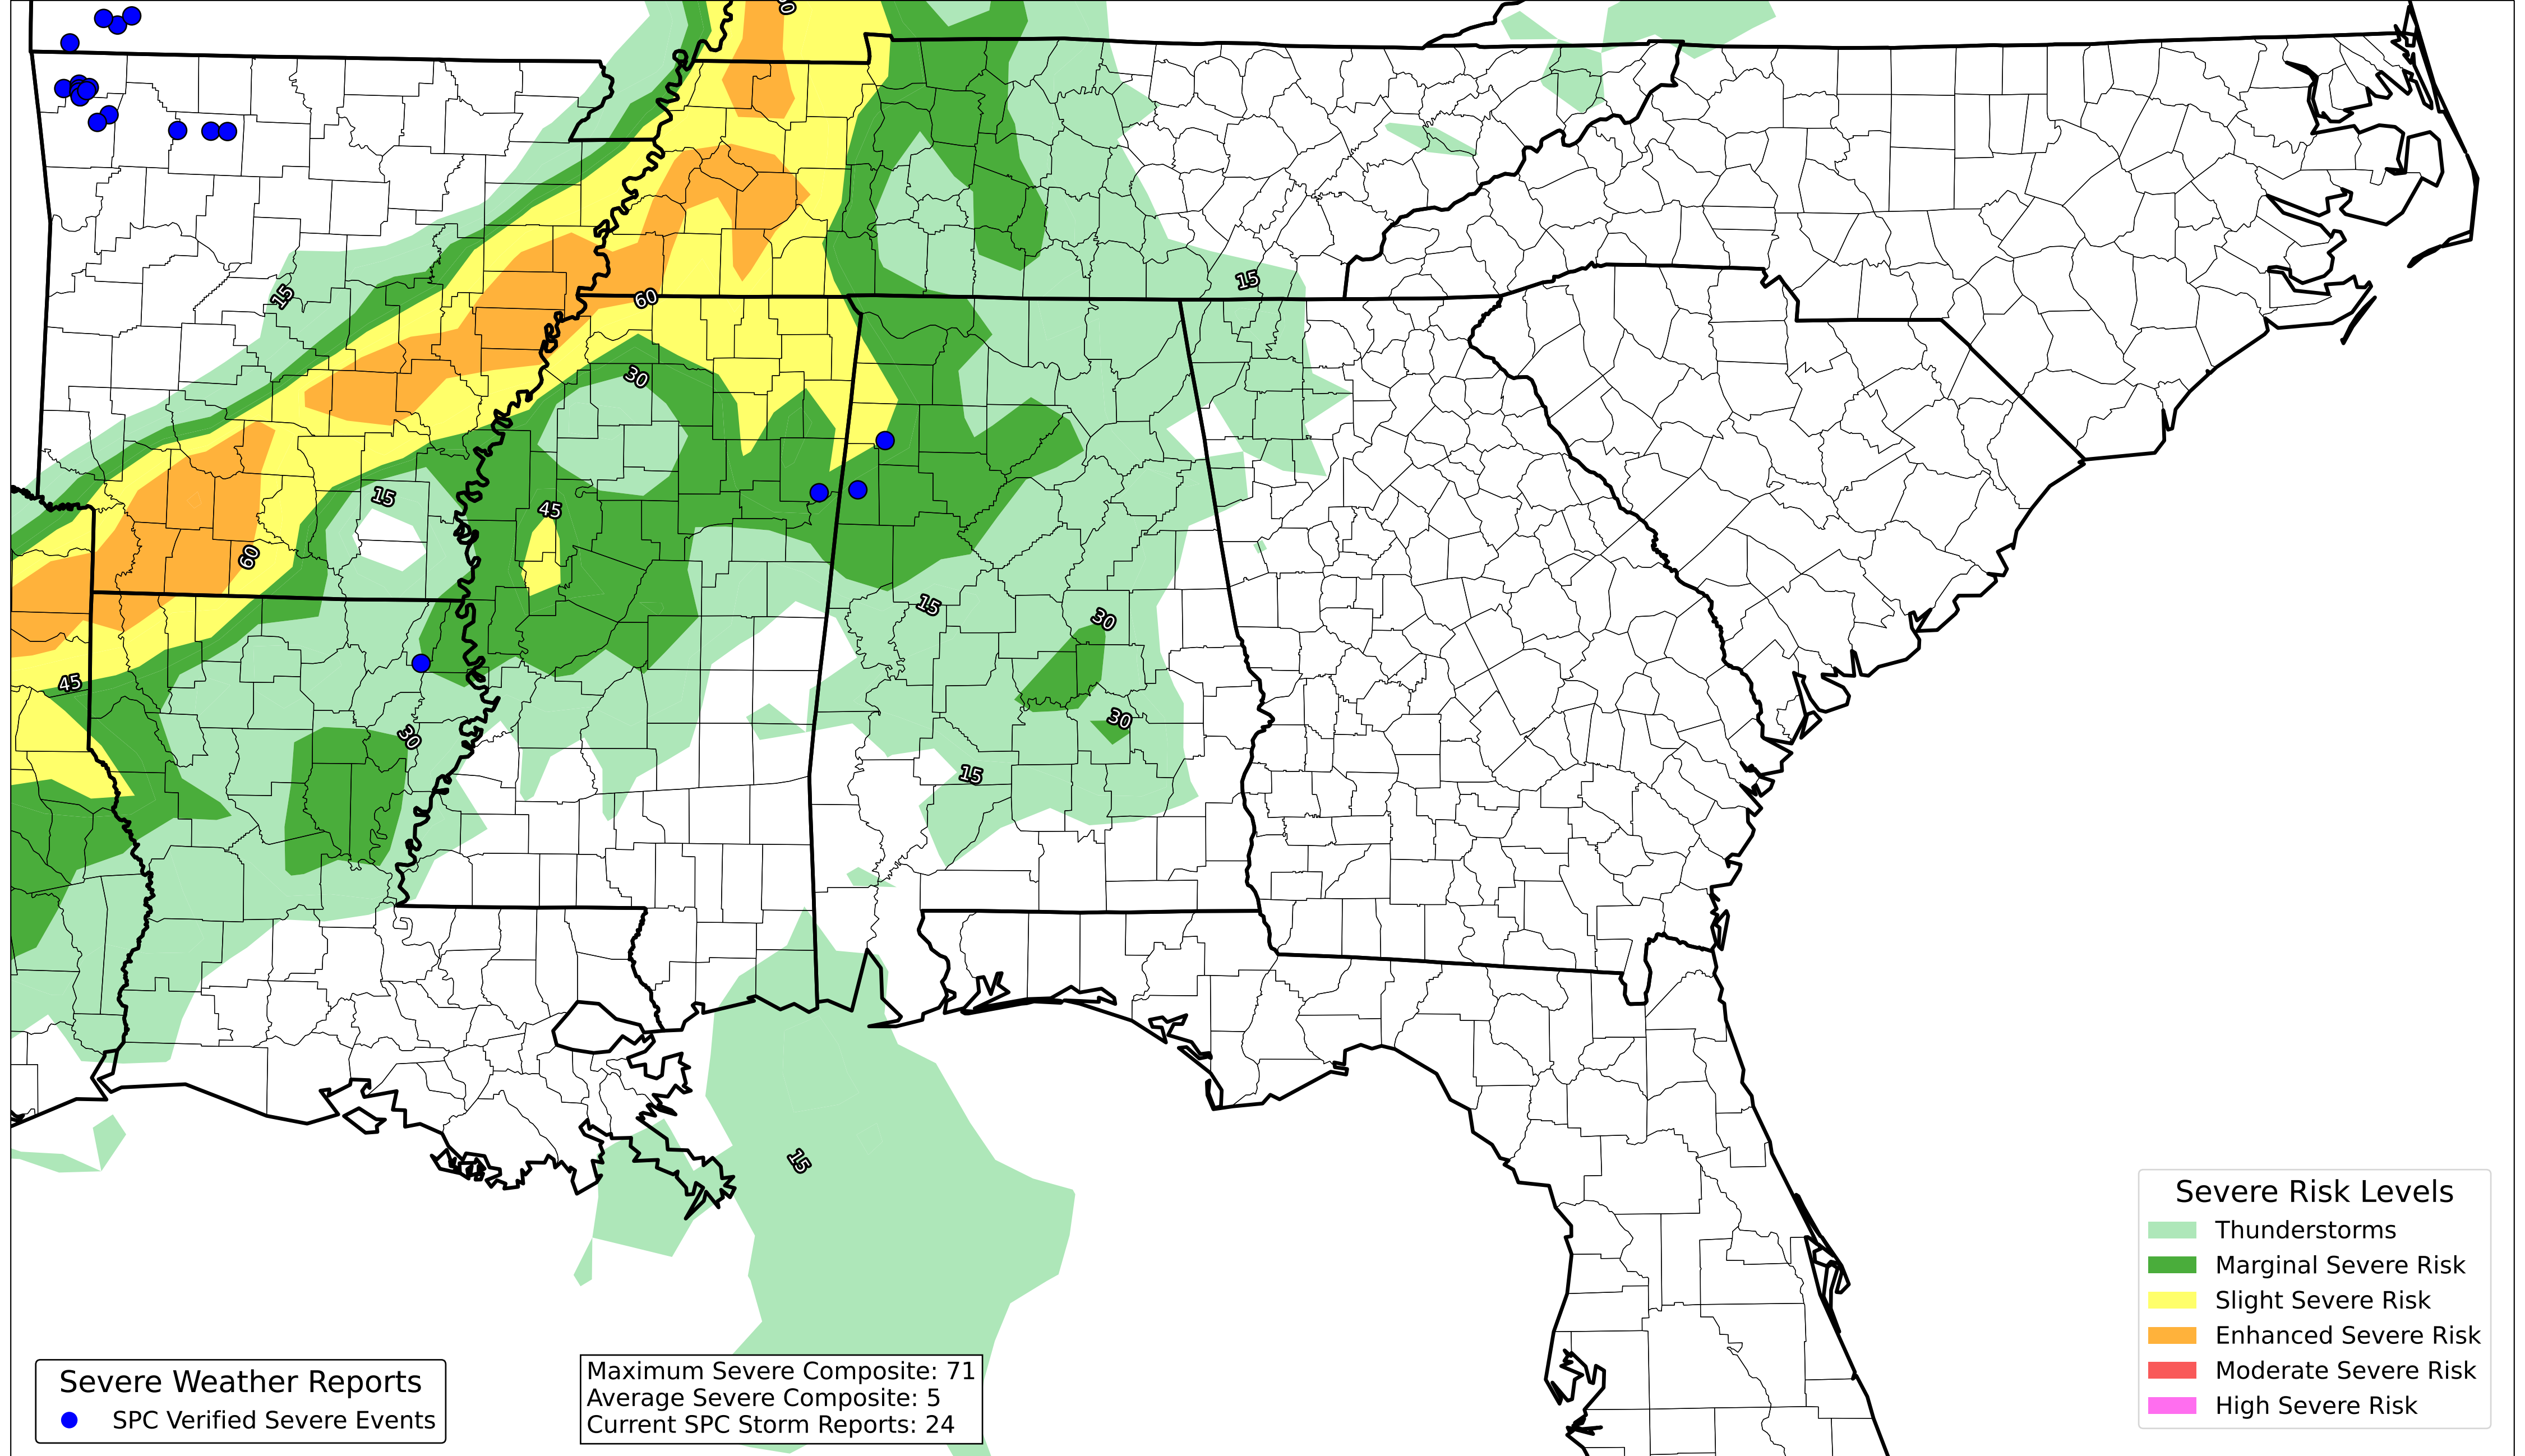 0
15
60
30
15
45
60
15
30
45
30
30
15
15
Severe Risk Levels
Thunderstorms
Marginal Severe Risk
Slight Severe Risk
Enhanced Severe Risk
Moderate Severe Risk
High Severe Risk
Severe Weather Reports
SPC Verified Severe Events
Maximum Severe Composite: 71
Average Severe Composite: 5
Current SPC Storm Reports: 24